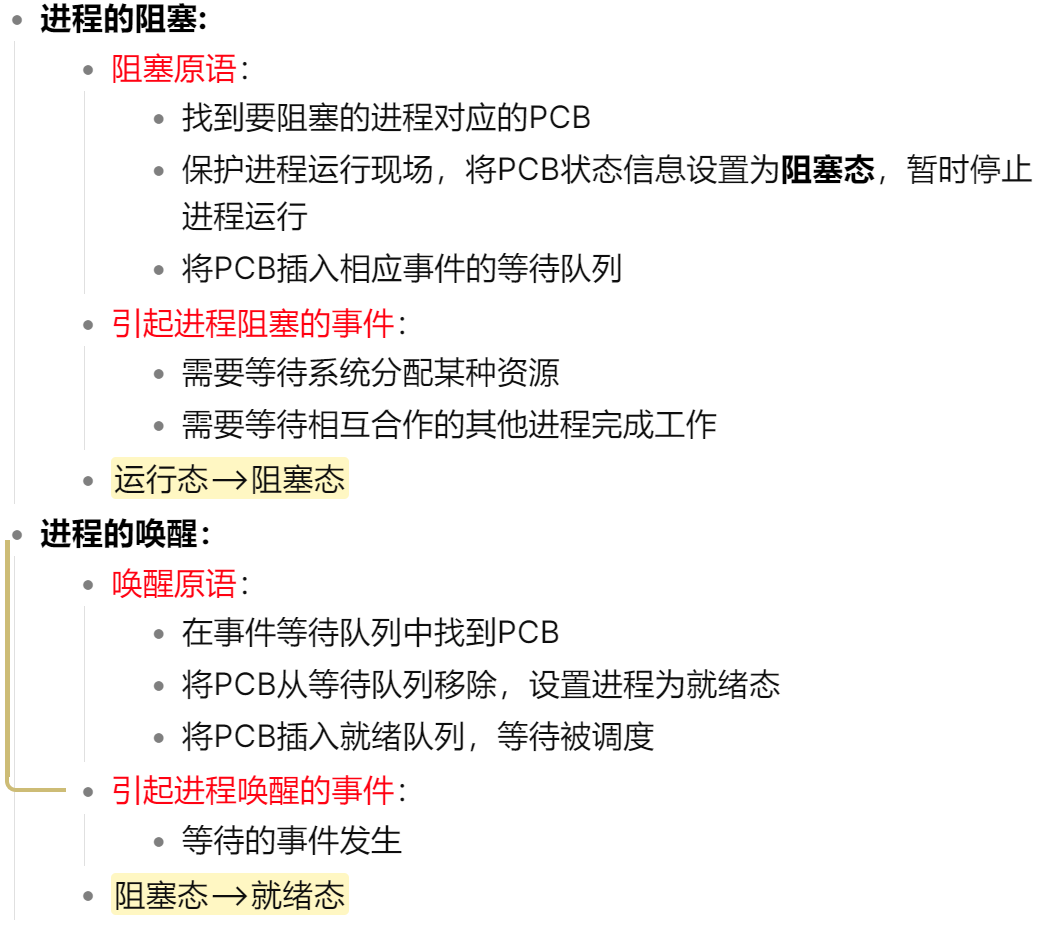 进程的阻塞:
阻塞原语：
找到要阻塞的进程对应的PCB
保护进程运行现场，将PCB状态信息设置为阻塞态，暂时停止
进程运行
将PCB插入相应事件的等待队列
引起进程阻塞的事件：
需要等待系统分配某种资源
需要等待相互合作的其他进程完成工作
运行态→阻塞态
进程的唤醒：
唤醒原语：
在事件等待队列中找到PCB
将PCB从等待队列移除，设置进程为就绪态
将PCB插入就绪队列，等待被调度
引起进程唤醒的事件：
等待的事件发生
阻塞态→就绪态